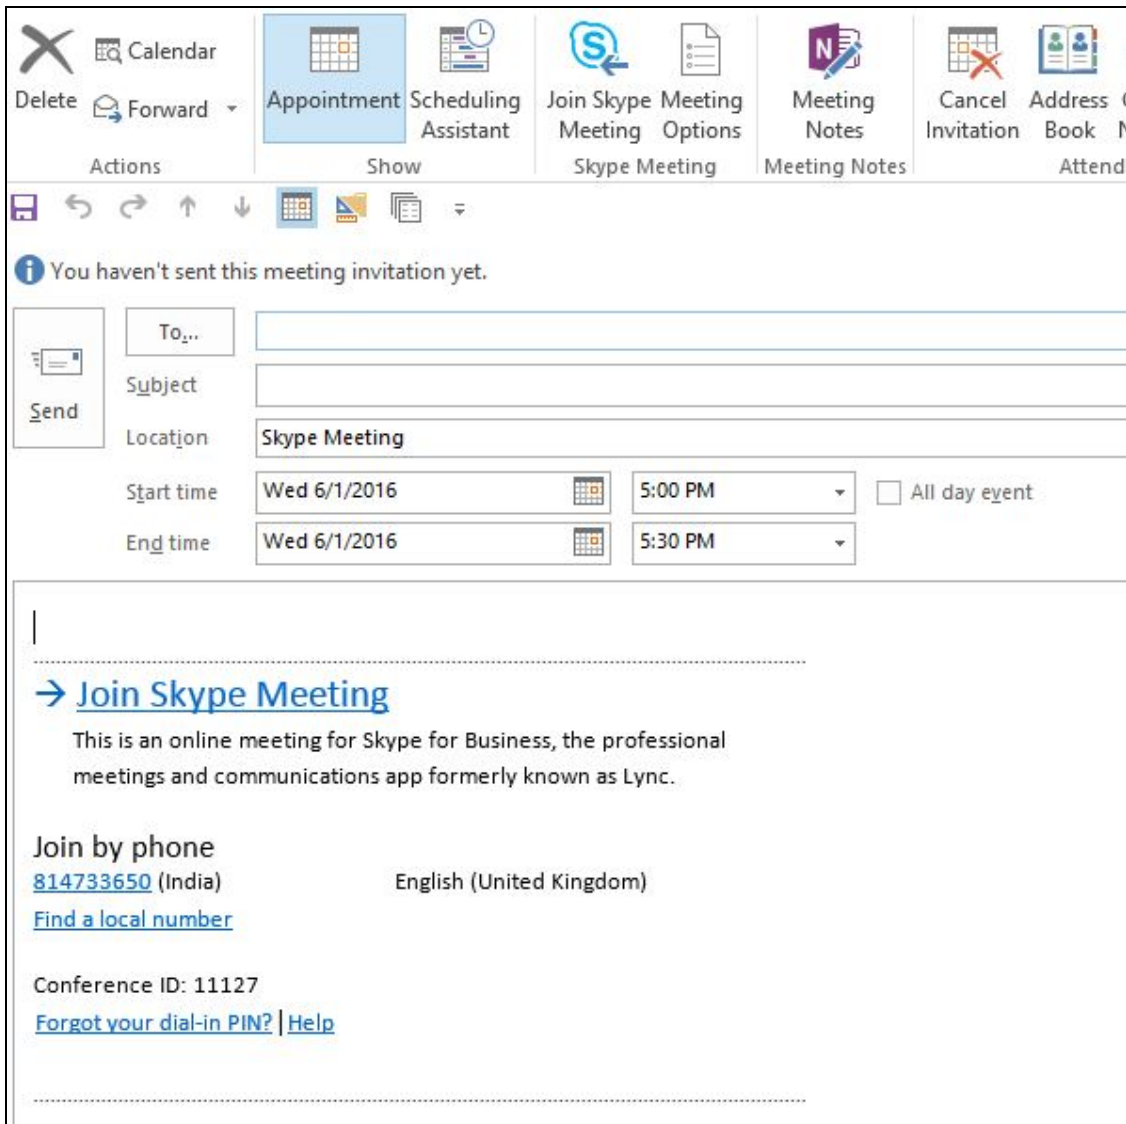 Delete
Calendar
Forward
Actions
Appointment
Scheduling
Assistant
Show
Join Skype
Meeting
Meeting
Options
Skype Meeting
Meeting
Notes
Meeting Notes
Cancel
Invitation
Address
Book
Attend
You haven't sent this meeting invitation yet.
Send
To...
Subject
Location Skype Meeting
Start time Wed 6/1/2016 5:00 PM All day event
End time Wed 6/1/2016 5:30 PM
→ Join Skype Meeting
This is an online meeting for Skype for Business, the professional
meetings and communications app formerly known as Lync.
Join by phone
814733650 (India) English (United Kingdom)
Find a local number
Conference ID: 11127
Forgot your dial-in PIN? | Help